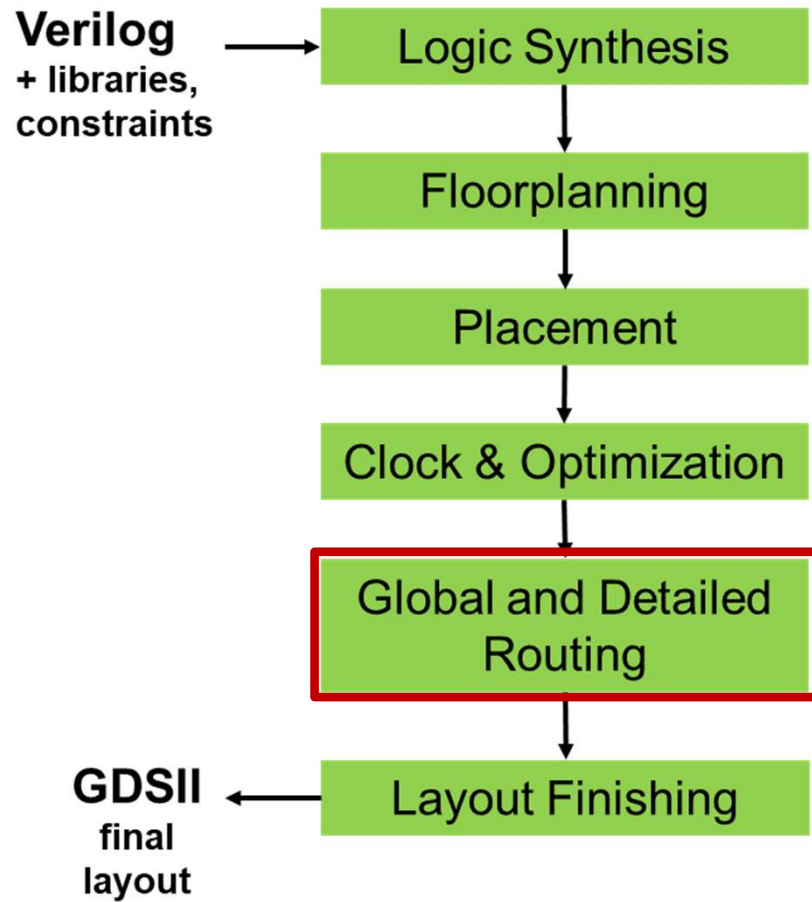 Verilog
+ libraries,
constraints
Logic Synthesis
Floorplanning
Placement
Clock & Optimization
Global and Detailed
Routing
Layout Finishing
GDSII
final
layout